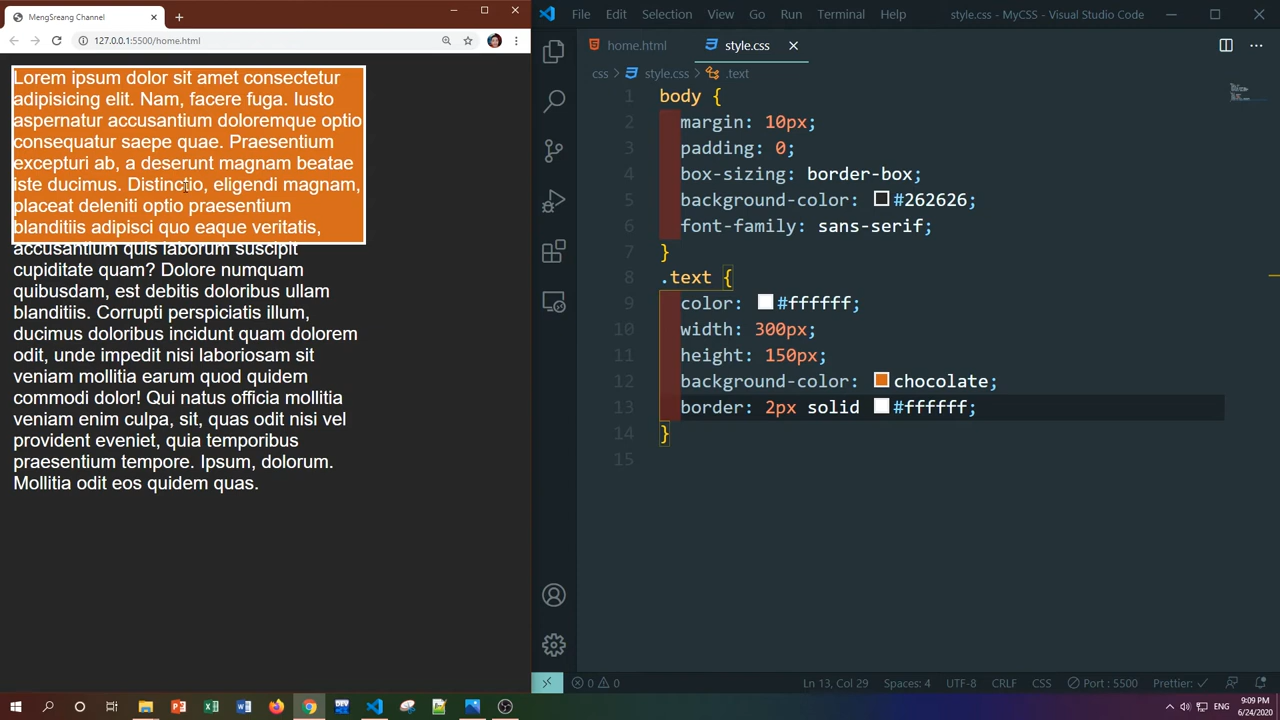 MengSreang Channel
127.0.0.1:5500/home.html
Lorem ipsum dolor sit amet consectetur
adipisicing elit. Nam, facere fuga. Iusto
aspernatur accusantium doloremque optio
consequatur saepe quae. Praesentium
excepturi ab, a deserunt magnam beatae
iste ducimus. Distinctio, eligendi magnam,
placeat deleniti optio praesentium
blanditiis adipisci quo eaque veritatis,
accusantium quis laborum suscipit
cupiditate quam? Dolore numquam
quibusdam, est debitis doloribus ullam
blanditiis. Corrupti perspiciatis illum,
ducimus doloribus incidunt quam dolorem
odit, unde impedit nisi laboriosam sit
veniam mollitia earum quod quidem
commodi dolor! Qui natus officia mollitia
veniam enim culpa, sit, quas odit nisi vel
provident eveniet, quia temporibus
praesentium tempore. Ipsum, dolorum.
Mollitia odit eos quidem quas.
File Edit Selection View Go Run Terminal Help style.css - MyCSS - Visual Studio Code
home.html style.css
css > style.css > .text
1 body {
2 margin: 10px;
3 padding: 0;
4 box-sizing: border-box;
5 background-color: #262626;
6 font-family: sans-serif;
7 }
8 .text {
9 color: #ffffff;
10 width: 300px;
11 height: 150px;
12 background-color: chocolate;
13 border: 2px solid #ffffff;
14 }
15
0 0 Ln 13, Col 29 Spaces: 4 UTF-8 CRLF CSS Port : 5500 Prettier: ✓
DEV
ENG 9:09 PM
6/24/2020